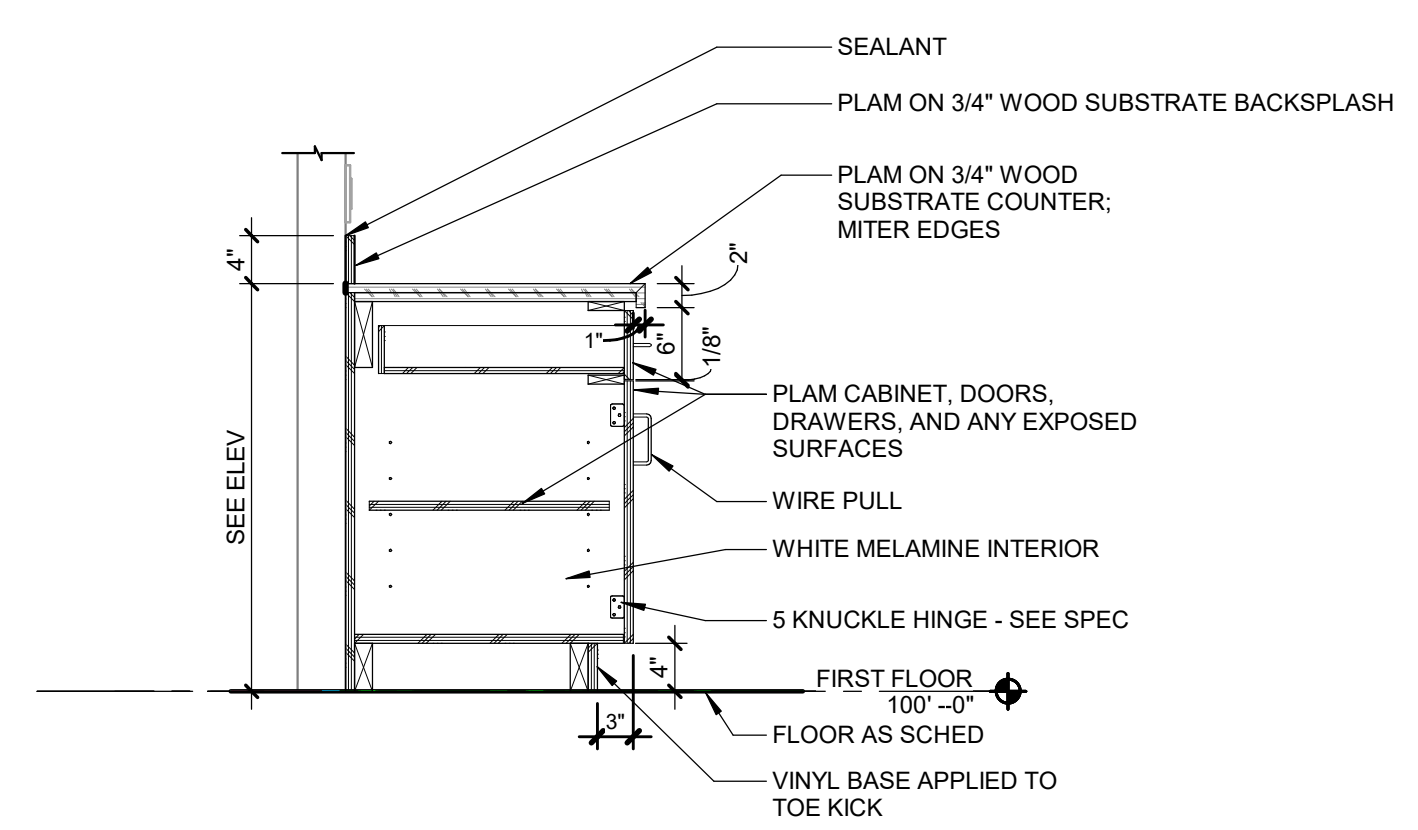 SEALANT
PLAM ON 3/4" WOOD SUBSTRATE BACKSPLASH
PLAM ON 3/4" WOOD
SUBSTRATE COUNTER;
MITER EDGES
4"
2"
1"
6"
1/8"
PLAM CABINET, DOORS,
DRAWERS, AND ANY EXPOSED
SURFACES
SEE ELEV
WIRE PULL
WHITE MELAMINE INTERIOR
5 KNUCKLE HINGE - SEE SPEC
4"
FIRST FLOOR
100' --0"
3"
FLOOR AS SCHED
VINYL BASE APPLIED TO
TOE KICK